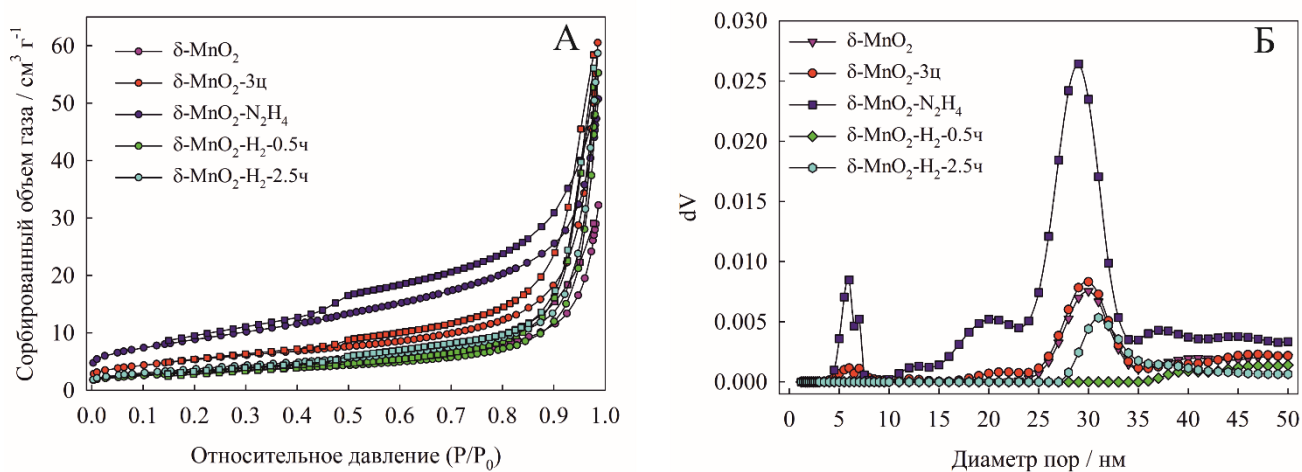 А
δ-MnO₂
δ-MnO₂-3ц
δ-MnO₂-N₂H₄
δ-MnO₂-H₂-0.5ч
δ-MnO₂-H₂-2.5ч
Сорбированный объем газа / см³ г⁻¹
60
50
40
30
20
10
0
0.0 0.1 0.2 0.3 0.4 0.5 0.6 0.7 0.8 0.9 1.0
Относительное давление (P/P₀)
Б
δ-MnO₂
δ-MnO₂-3ц
δ-MnO₂-N₂H₄
δ-MnO₂-H₂-0.5ч
δ-MnO₂-H₂-2.5ч
dV
0.030
0.025
0.020
0.015
0.010
0.005
0.000
0 5 10 15 20 25 30 35 40 45 50
Диаметр пор / нм